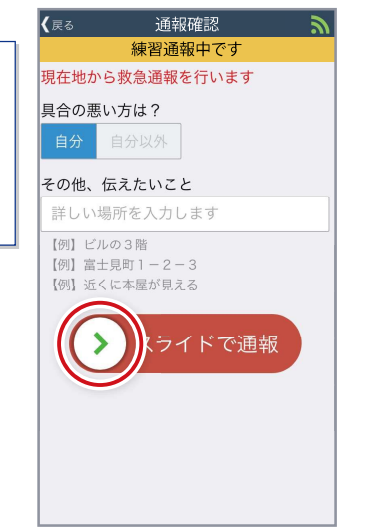 戻る
通報確認
練習通報中です
現在地から救急通報を行います
具合の悪い方は？
自分 自分以外
その他、伝えたいこと
詳しい場所を入力します
【例】ビルの３階
【例】富士見町１－２－３
【例】近くに本屋が見える
スライドで通報